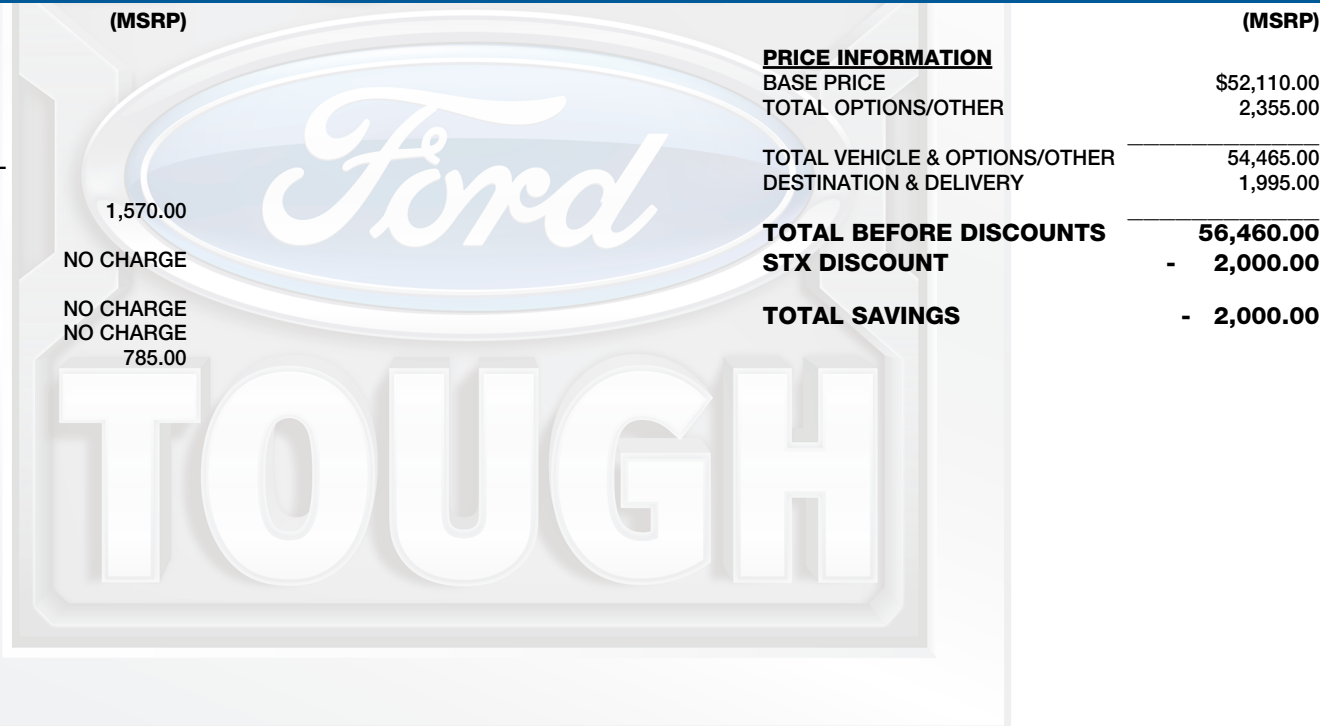 (MSRP)
1,570.00
NO CHARGE
NO CHARGE
NO CHARGE
785.00
(MSRP)
PRICE INFORMATION
BASE PRICE $52,110.00
TOTAL OPTIONS/OTHER 2,355.00
TOTAL VEHICLE & OPTIONS/OTHER 54,465.00
DESTINATION & DELIVERY 1,995.00
TOTAL BEFORE DISCOUNTS 56,460.00
STX DISCOUNT - 2,000.00
TOTAL SAVINGS - 2,000.00
Ford
TOUGH